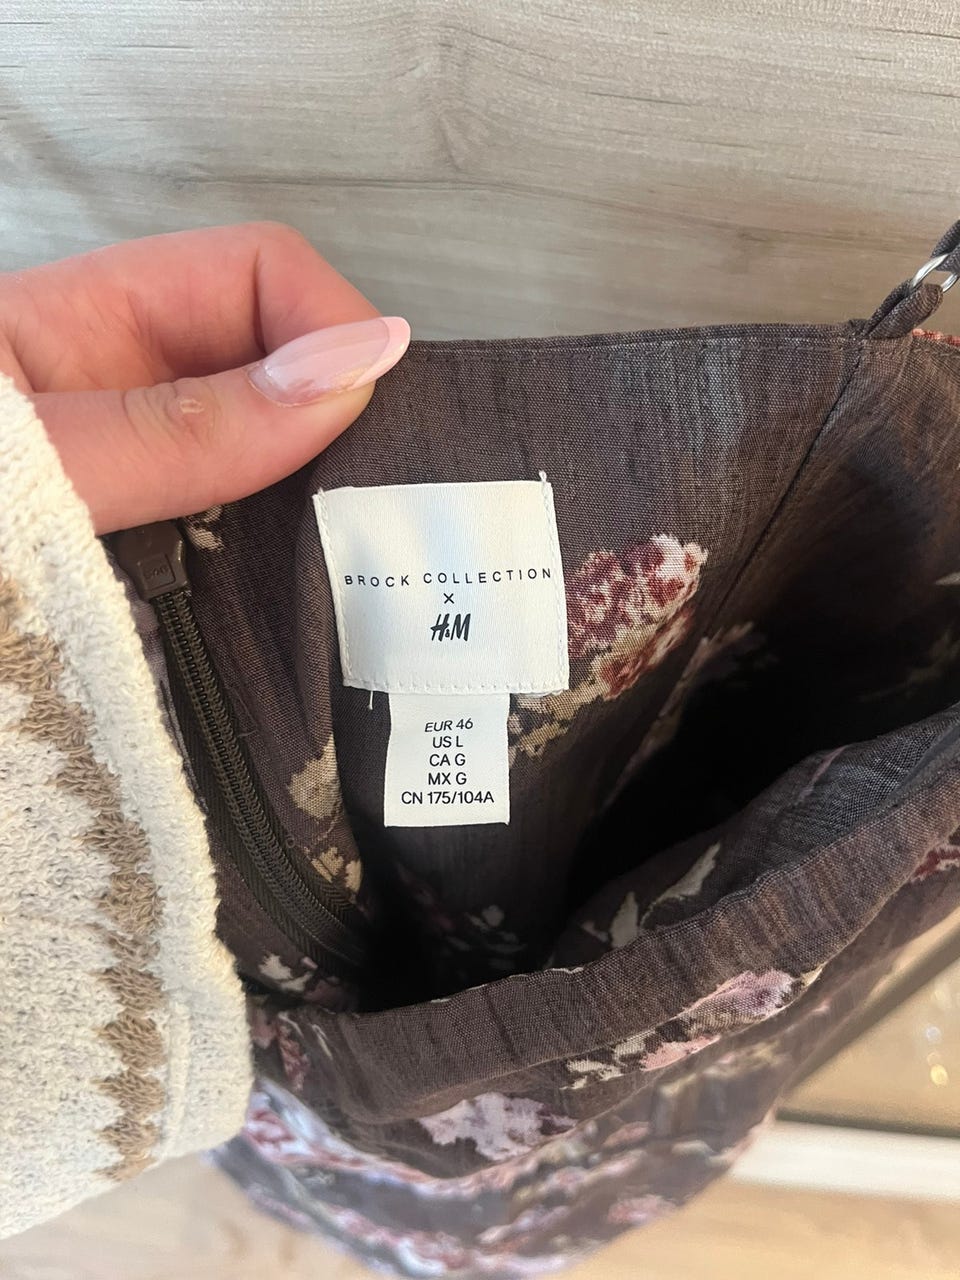 BROCK COLLECTION
×
H&M
EUR 46
US L
CA G
MX G
CN 175/104A